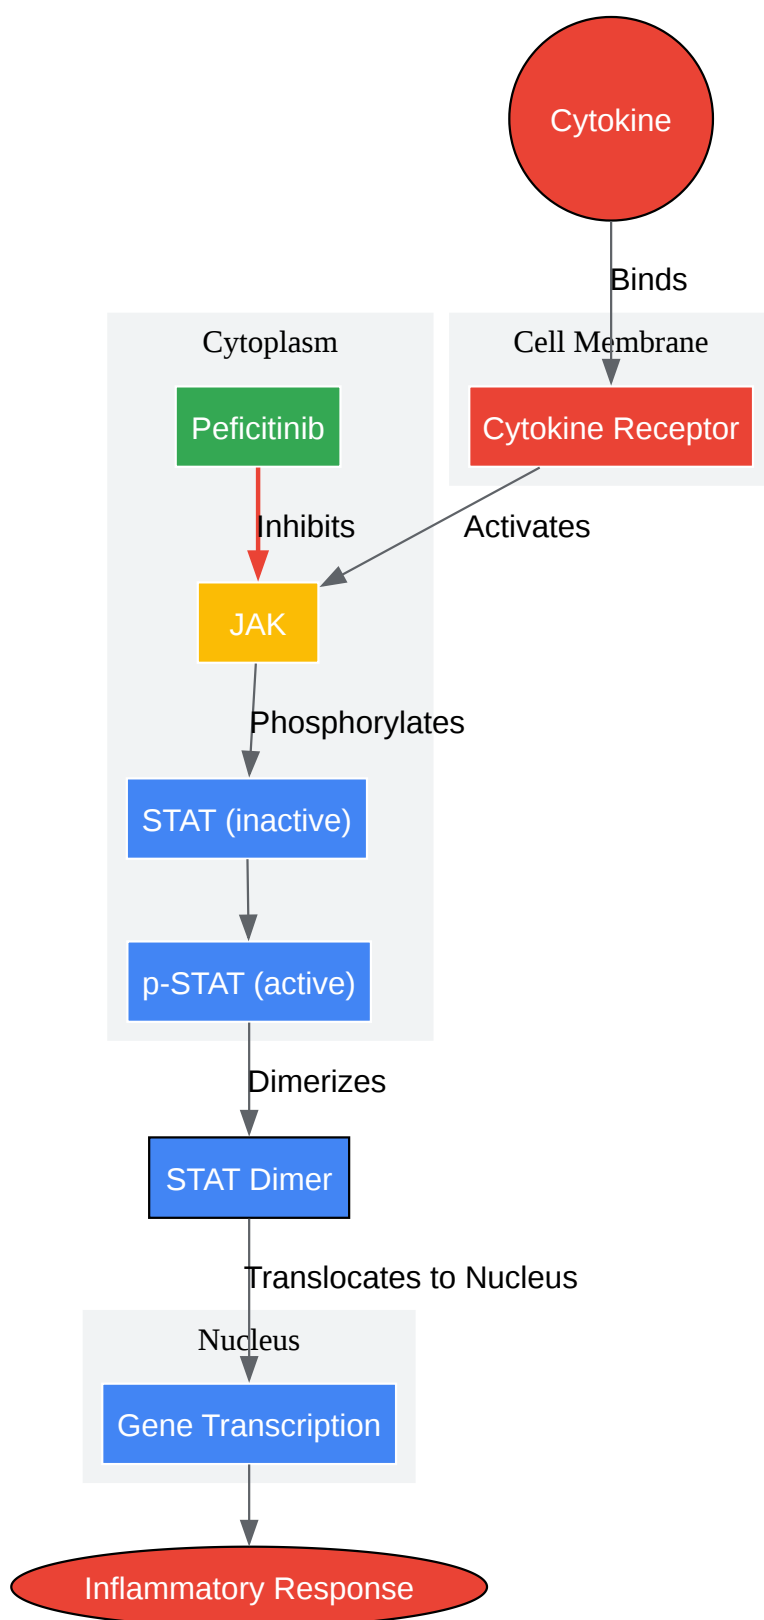 Cytokine
Binds
Cytoplasm
Cell Membrane
Peficitinib
Cytokine Receptor
Inhibits
Activates
JAK
Phosphorylates
STAT (inactive)
p-STAT (active)
Dimerizes
STAT Dimer
Translocates to Nucleus
Nucleus
Gene Transcription
Inflammatory Response